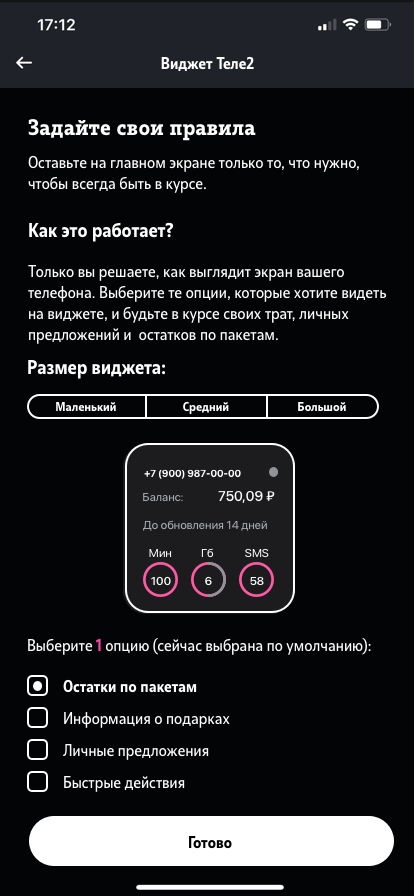 17:12
Виджет Теле2
Задайте свои правила
Оставьте на главном экране только то, что нужно,
чтобы всегда быть в курсе.
Как это работает?
Только вы решаете, как выглядит экран вашего
телефона. Выберите те опции, которые хотите видеть
на виджете, и будьте в курсе своих трат, личных
предложений и остатков по пакетам.
Размер виджета:
Маленький Средний Большой
+7 (900) 987-00-00
Баланс: 750,09 ₽
До обновления 14 дней
Мин Гб SMS
100 6 58
Выберите 1 опцию (сейчас выбрана по умолчанию):
Остатки по пакетам
Информация о подарках
Личные предложения
Быстрые действия
Готово